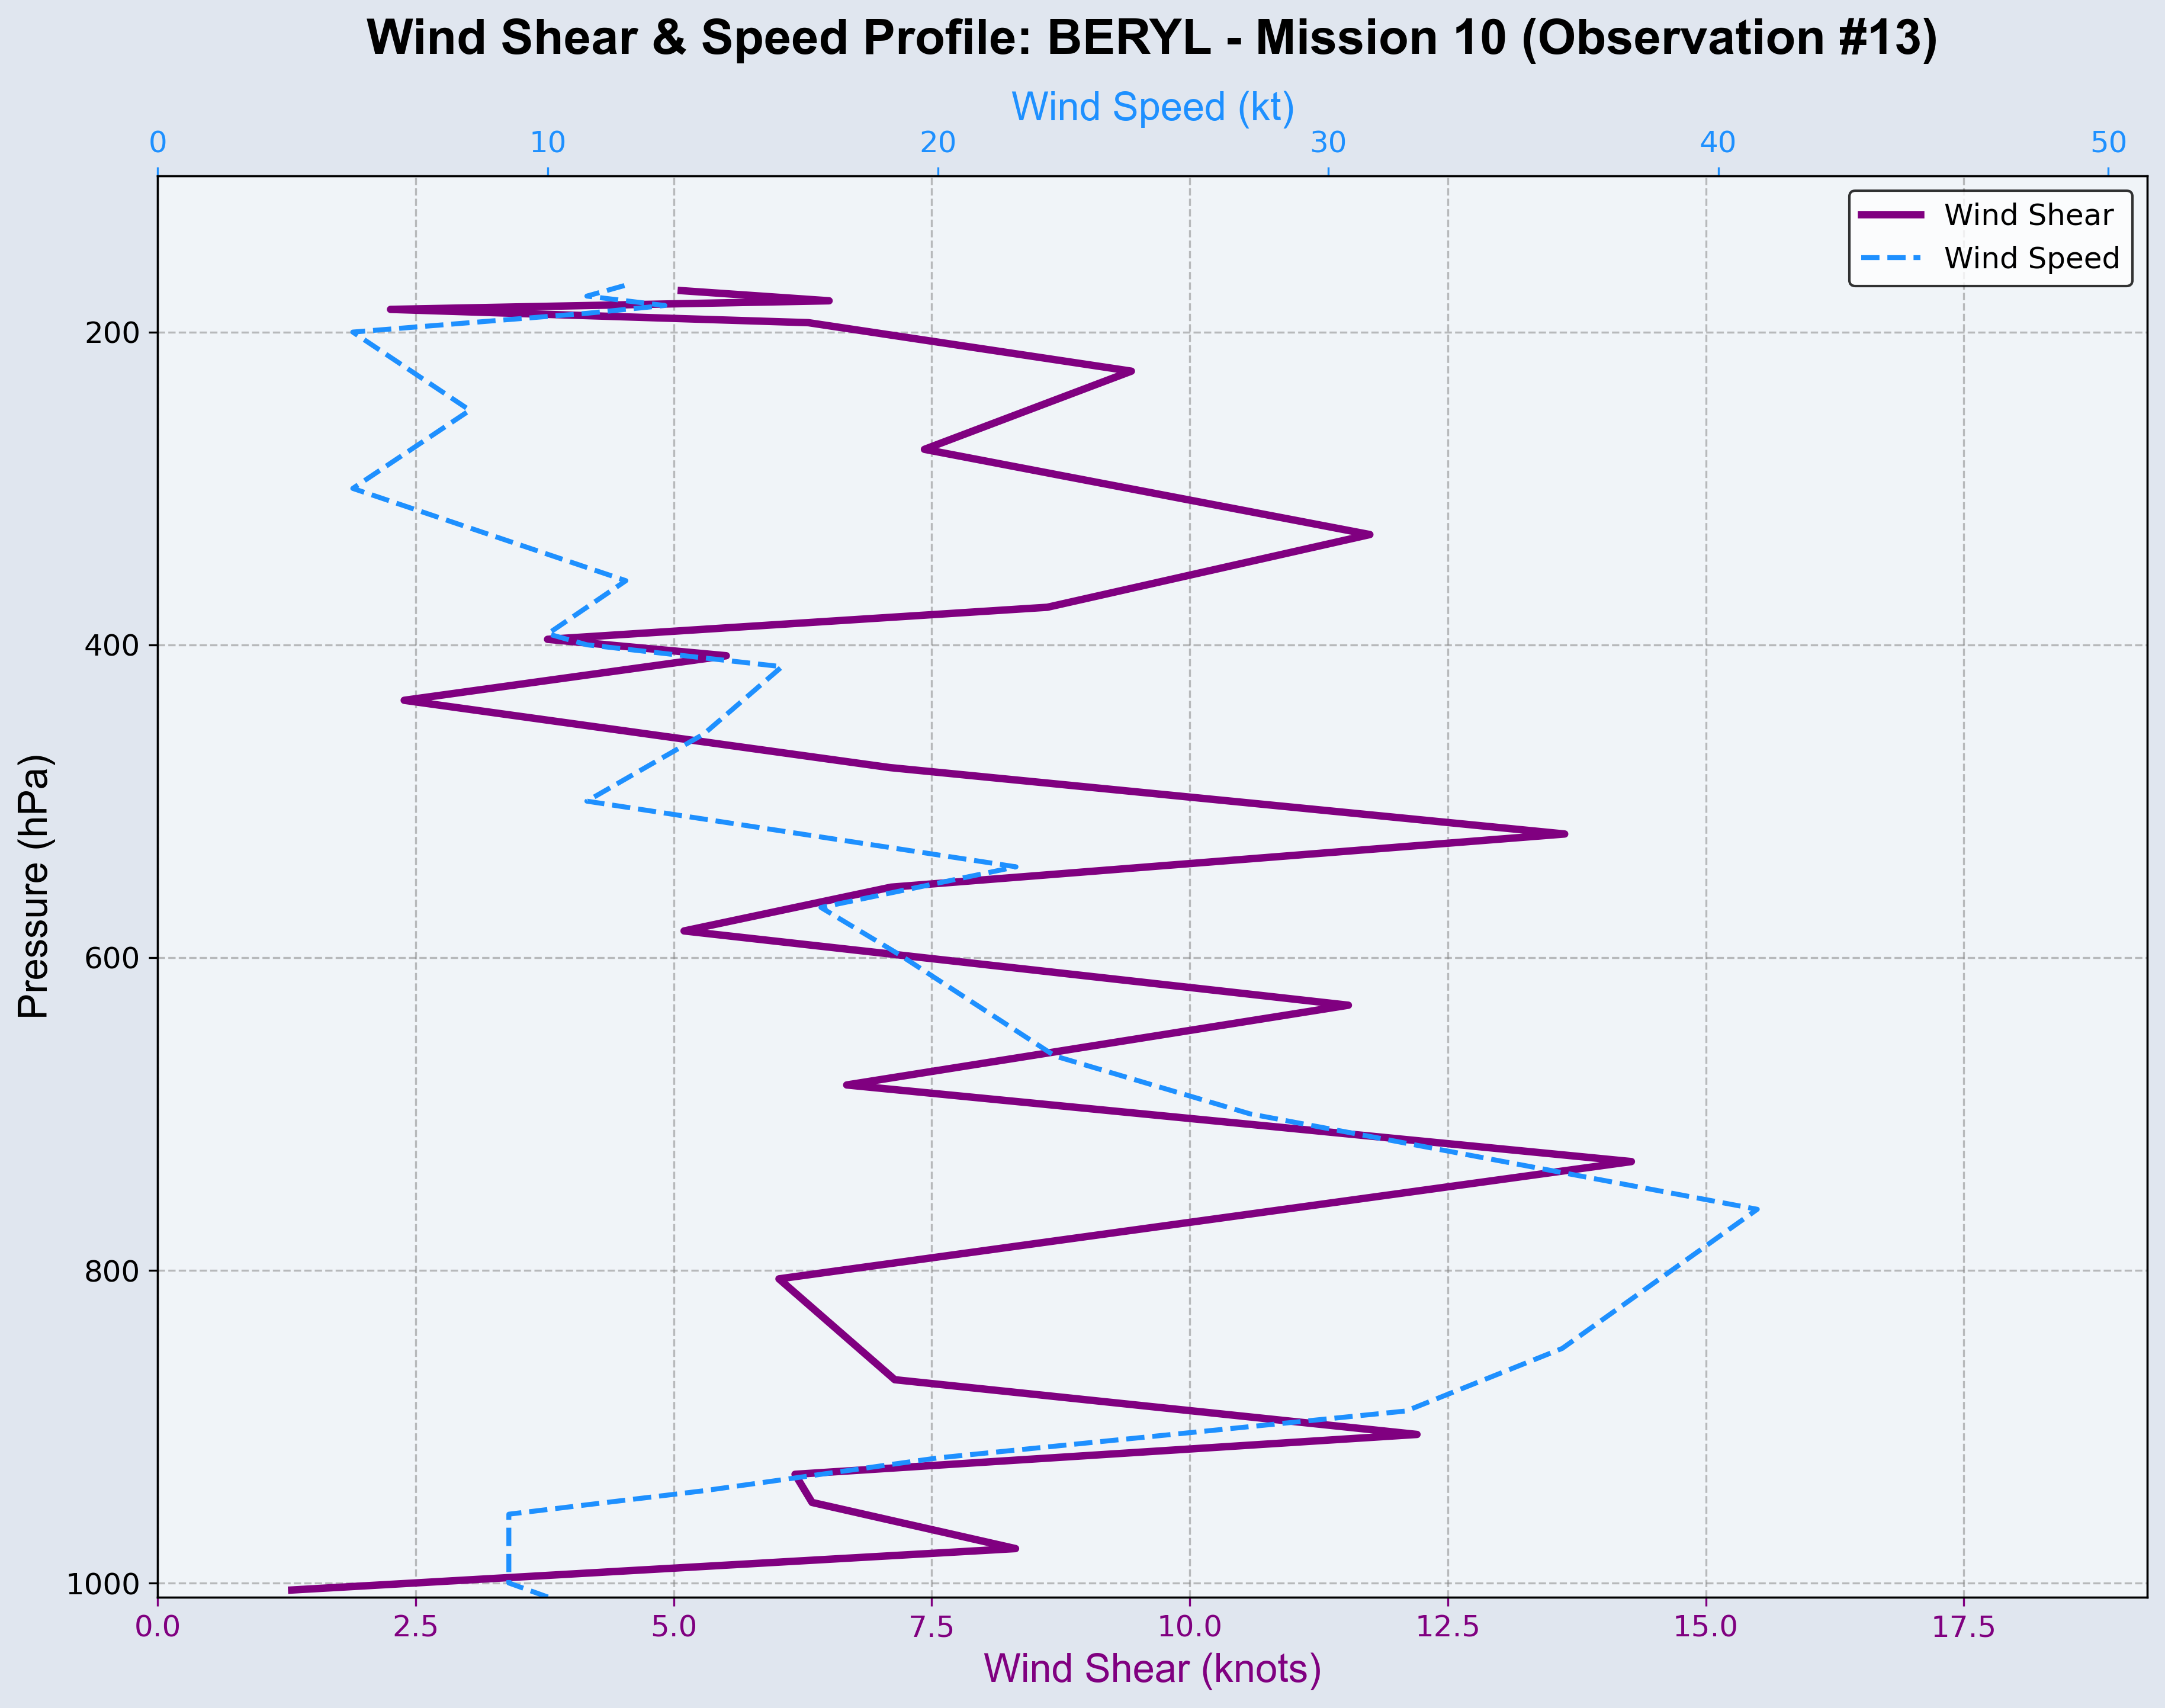 Wind Shear & Speed Profile: BERYL - Mission 10 (Observation #13)
Wind Speed (kt)
0 10 20 30 40 50
Wind Shear
Wind Speed
200
400
600
800
1000
Pressure (hPa)
0.0 2.5 5.0 7.5 10.0 12.5 15.0 17.5
Wind Shear (knots)